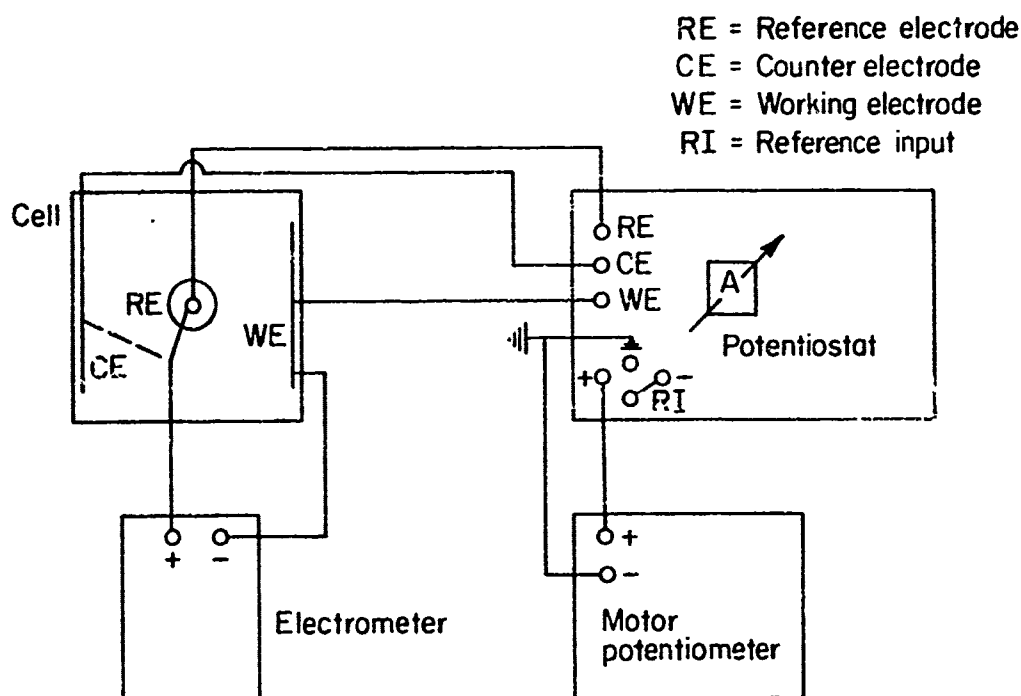 RE = Reference electrode
CE = Counter electrode
WE = Working electrode
RI = Reference input
Cell
RE
CE
WE
RE
CE
WE
A
Potentiostat
+
-
RI
+
-
Electrometer
+
-
Motor
potentiometer